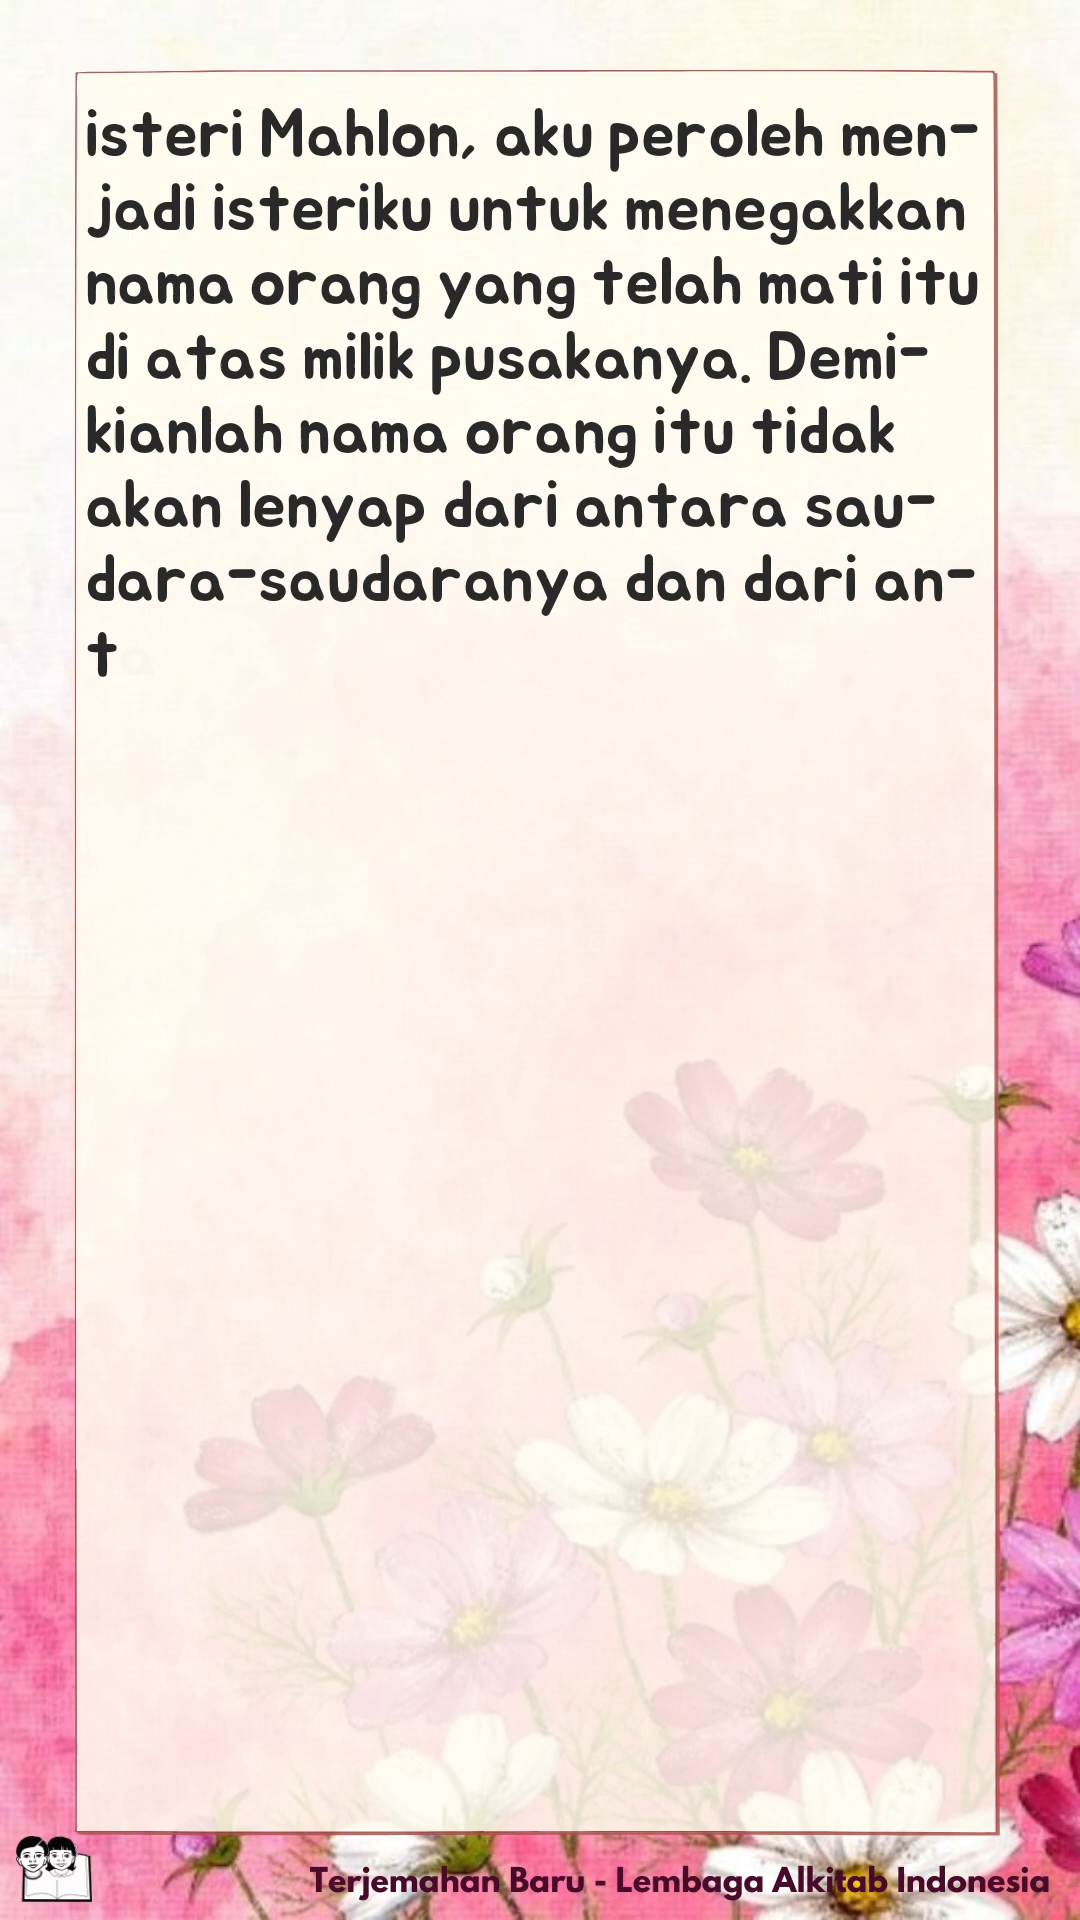 isteri Mahlon, aku peroleh men-
jadi isteriku untuk menegakkan
nama orang yang telah mati itu
di atas milik pusakanya. Demi-
kianlah nama orang itu tidak
akan lenyap dari antara sau-
dara-saudaranya dan dari an-
ta
Terjemahan Baru - Lembaga Alkitab Indonesia